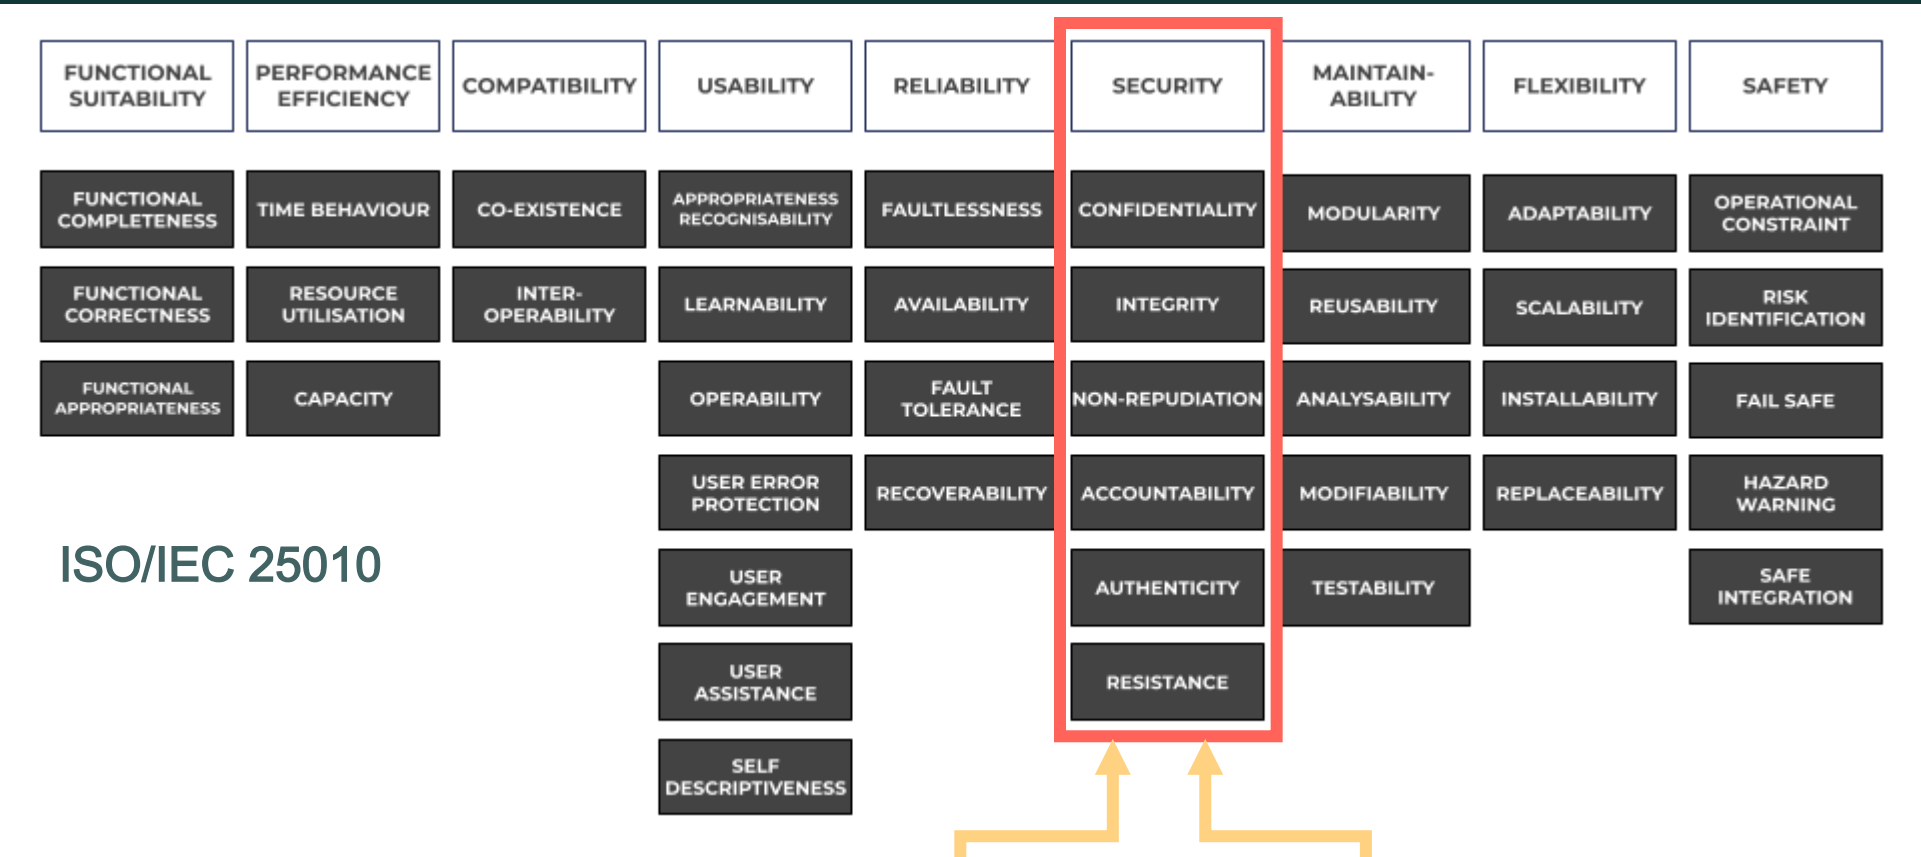 FUNCTIONAL
SUITABILITY
PERFORMANCE
EFFICIENCY
COMPATIBILITY
USABILITY
RELIABILITY
SECURITY
MAINTAIN-
ABILITY
FLEXIBILITY
SAFETY
FUNCTIONAL
COMPLETENESS
FUNCTIONAL
CORRECTNESS
FUNCTIONAL
APPROPRIATENESS
TIME BEHAVIOUR
RESOURCE
UTILISATION
CAPACITY
CO-EXISTENCE
INTER-
OPERABILITY
APPROPRIATENESS
RECOGNISABILITY
LEARNABILITY
OPERABILITY
USER ERROR
PROTECTION
USER
ENGAGEMENT
USER
ASSISTANCE
SELF
DESCRIPTIVENESS
FAULTLESSNESS
AVAILABILITY
FAULT
TOLERANCE
RECOVERABILITY
CONFIDENTIALITY
INTEGRITY
NON-REPUDIATION
ACCOUNTABILITY
AUTHENTICITY
RESISTANCE
MODULARITY
REUSABILITY
ANALYSABILITY
MODIFIABILITY
TESTABILITY
ADAPTABILITY
SCALABILITY
INSTALLABILITY
REPLACEABILITY
OPERATIONAL
CONSTRAINT
RISK
IDENTIFICATION
FAIL SAFE
HAZARD
WARNING
SAFE
INTEGRATION
ISO/IEC 25010